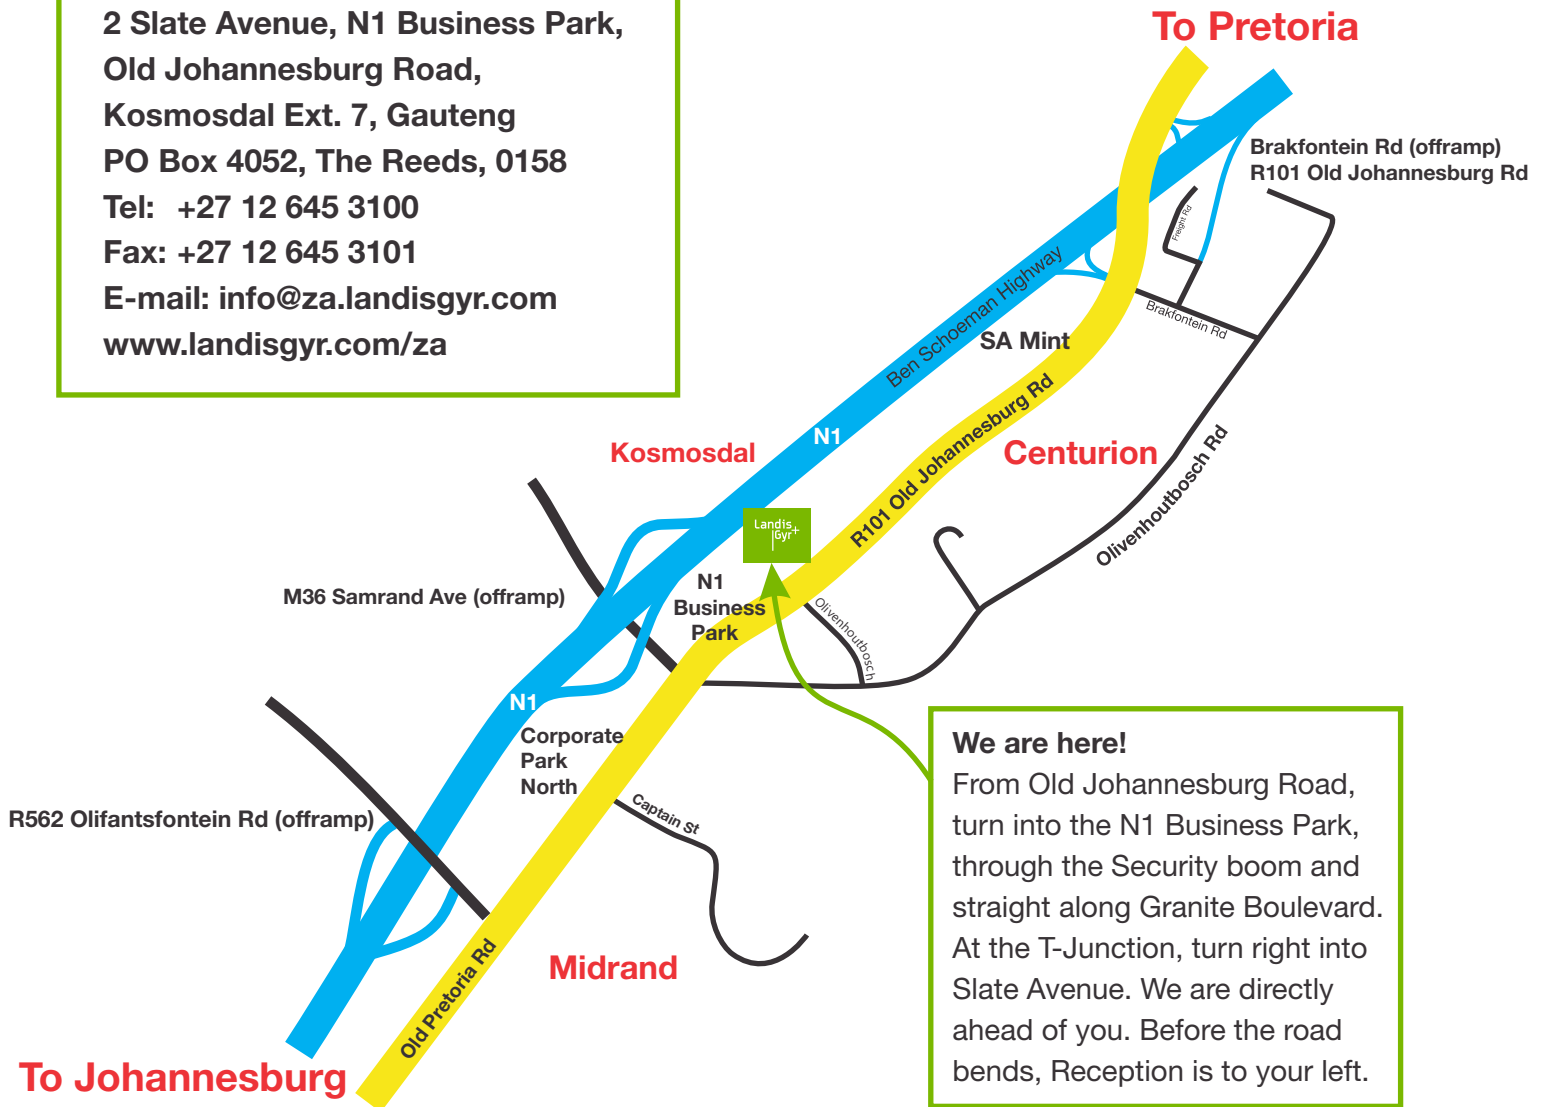 2 Slate Avenue, N1 Business Park,
Old Johannesburg Road,
Kosmosdal Ext. 7, Gauteng
PO Box 4052, The Reeds, 0158
Tel: +27 12 645 3100
Fax: +27 12 645 3101
E-mail: info@za.landisgyr.com
www.landisgyr.com/za
To Pretoria
Brakfontein Rd (offramp)
R101 Old Johannesburg Rd
Freight Rd
Brakfontein Rd
Ben Schoeman Highway
SA Mint
N1
Kosmosdal
Centurion
R101 Old Johannesburg Rd
Olivenhoutbosch Rd
Landis
Gyr+
M36 Samrand Ave (offramp)
N1
Business
Park
Olivenhoutbosch
N1
Corporate
Park
North
Captain St
R562 Olifantsfontein Rd (offramp)
Midrand
Old Pretoria Rd
To Johannesburg
We are here!
From Old Johannesburg Road,
turn into the N1 Business Park,
through the Security boom and
straight along Granite Boulevard.
At the T-Junction, turn right into
Slate Avenue. We are directly
ahead of you. Before the road
bends, Reception is to your left.